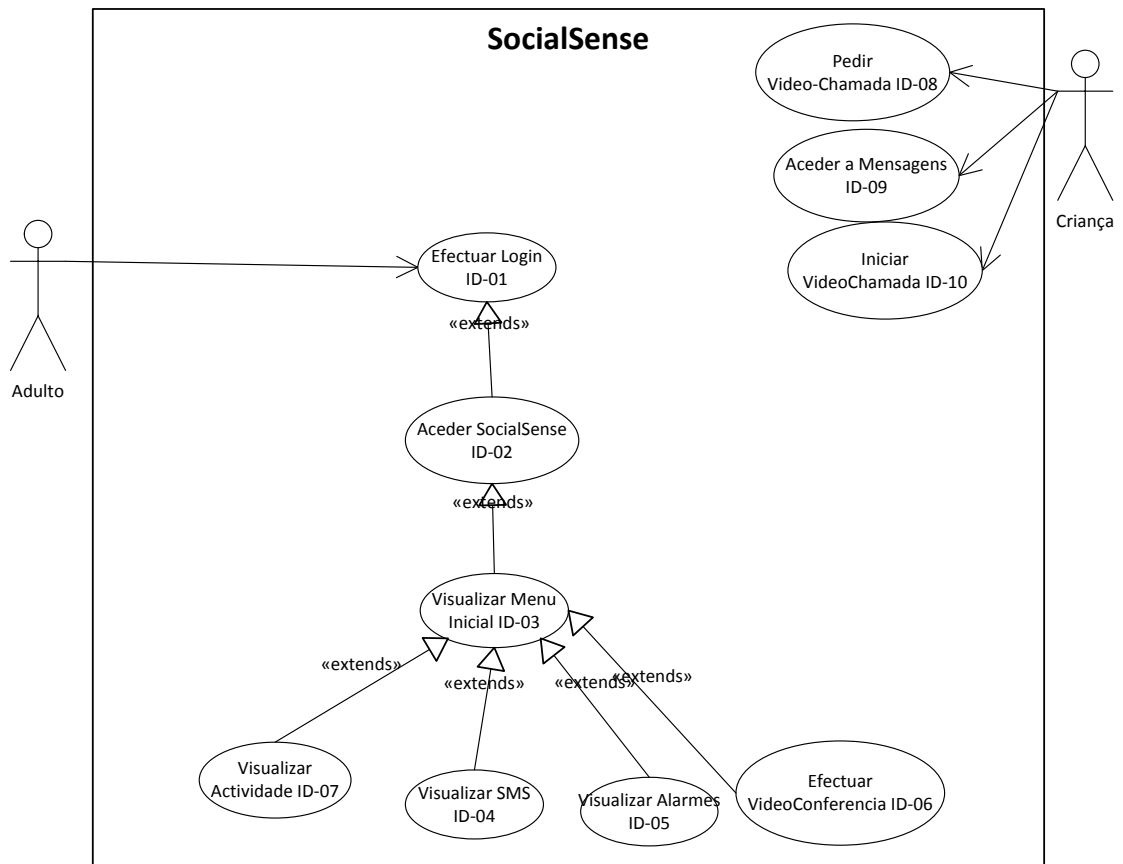 SocialSense
Pedir
Video-Chamada ID-08
Aceder a Mensagens
ID-09
Criança
Iniciar
VideoChamada ID-10
Efectuar Login
ID-01
«extends»
Adulto
Aceder SocialSense
ID-02
«extends»
Visualizar Menu
Inicial ID-03
«extends»
«extends»
«extends»
«extends»
Visualizar
Actividade ID-07
Visualizar SMS
ID-04
Visualizar Alarmes
ID-05
Efectuar
VideoConferencia ID-06